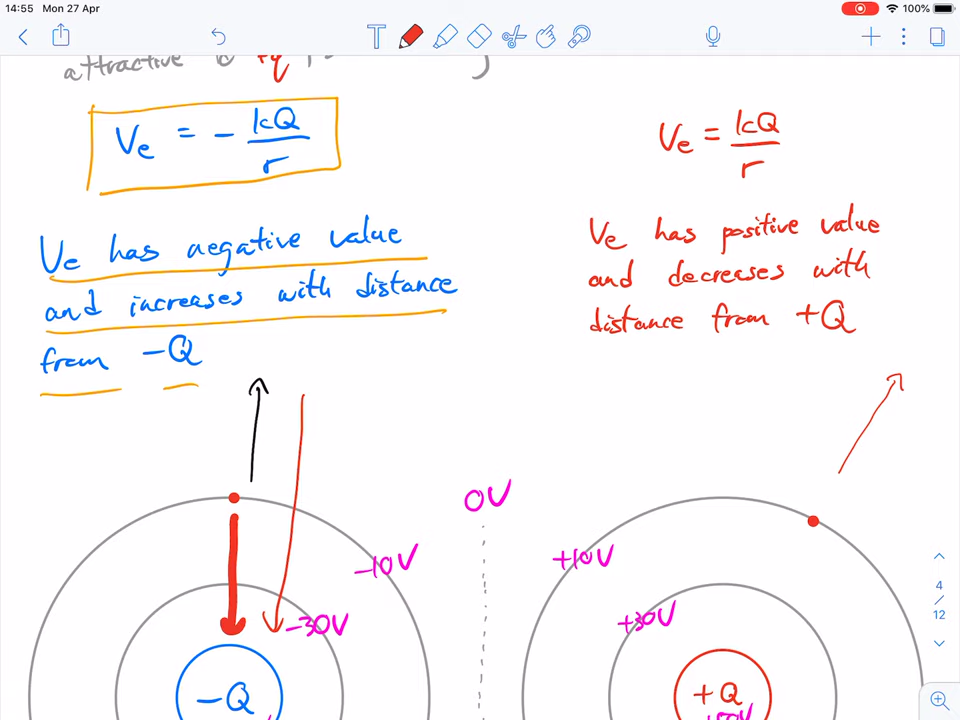 14:55 Mon 27 Apr
100%
attractive
+q
Ve = - kQ/r
Ve has negative value
and increases with distance
from -Q
Ve = kQ/r
Ve has positive value
and decreases with
distance from +Q
0V
-10V
-30V
-Q
+10V
+30V
+Q
+50V
4
/
12